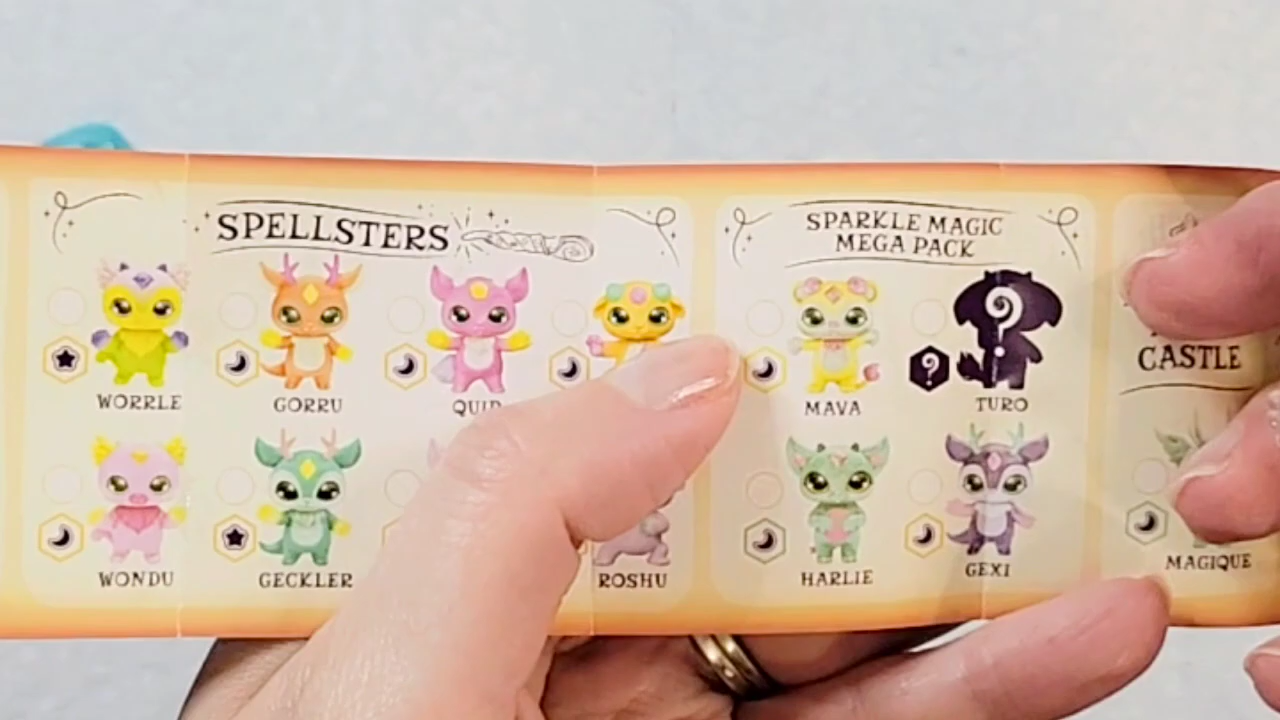 SPELLSTERS
WORRLE
GORRU
WONDU
GECKLER
ROSHU
SPARKLE MAGIC
MEGA PACK
MAVA
?
?
TURO
HARLIE
GEXI
CASTLE
MAGIQUE